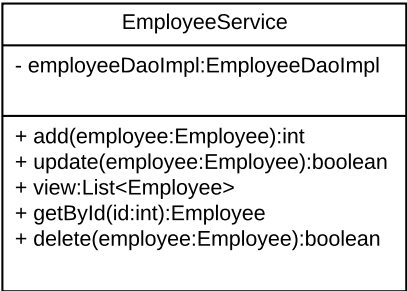 EmployeeService
- employeeDaoImpl:EmployeeDaoImpl
+ add(employee:Employee):int
+ update(employee:Employee):boolean
+ view:List<Employee>
+ getById(id:int):Employee
+ delete(employee:Employee):boolean